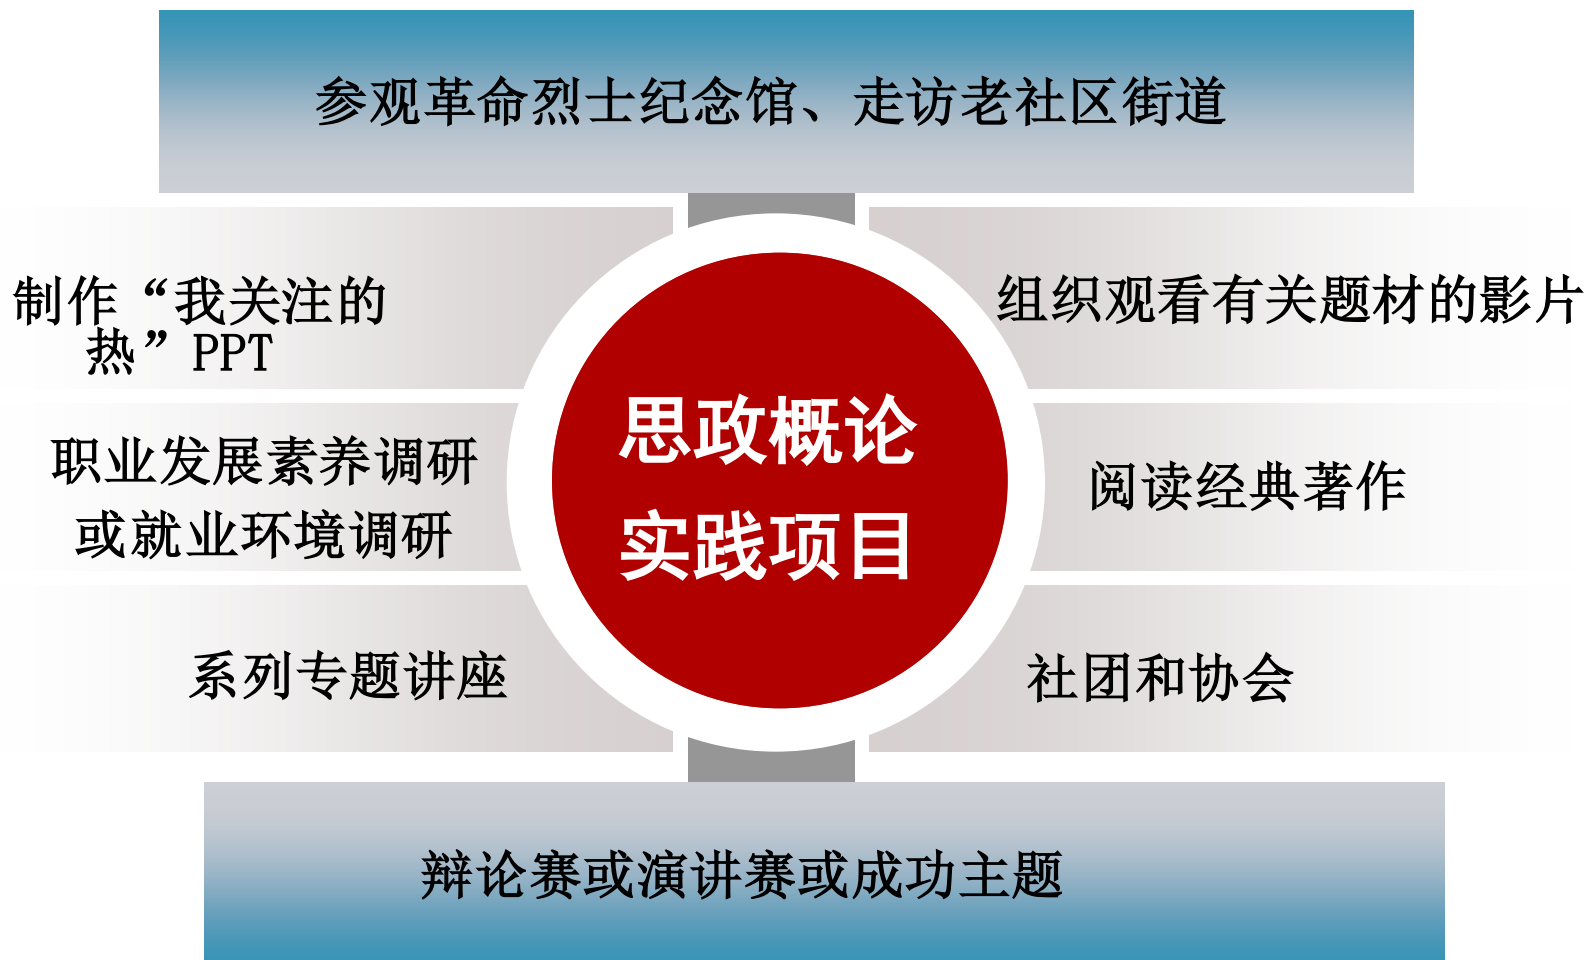 参观革命烈士纪念馆、走访老社区街道
制作“我关注的
热”PPT
组织观看有关题材的影片
思政概论
实践项目
职业发展素养调研
或就业环境调研
阅读经典著作
系列专题讲座
社团和协会
辩论赛或演讲赛或成功主题